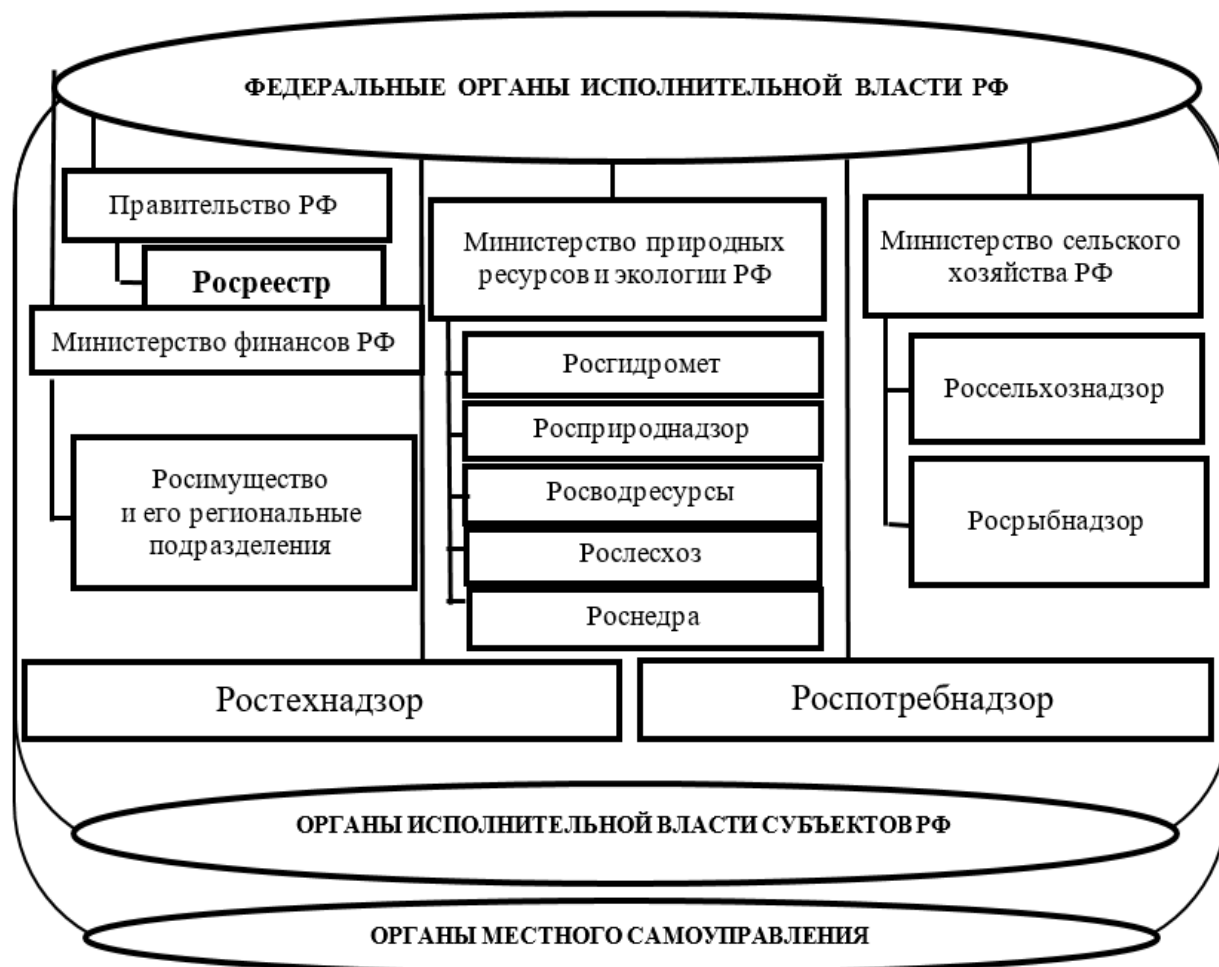 ФЕДЕРАЛЬНЫЕ ОРГАНЫ ИСПОЛНИТЕЛЬНОЙ ВЛАСТИ РФ
Правительство РФ
Росреестр
Министерство финансов РФ
Росимущество
и его региональные
подразделения
Министерство природных
ресурсов и экологии РФ
Росгидромет
Росприроднадзор
Росводресурсы
Рослесхоз
Роснедра
Министерство сельского
хозяйства РФ
Россельхознадзор
Росрыбнадзор
Ростехнадзор
Роспотребнадзор
ОРГАНЫ ИСПОЛНИТЕЛЬНОЙ ВЛАСТИ СУБЪЕКТОВ РФ
ОРГАНЫ МЕСТНОГО САМОУПРАВЛЕНИЯ